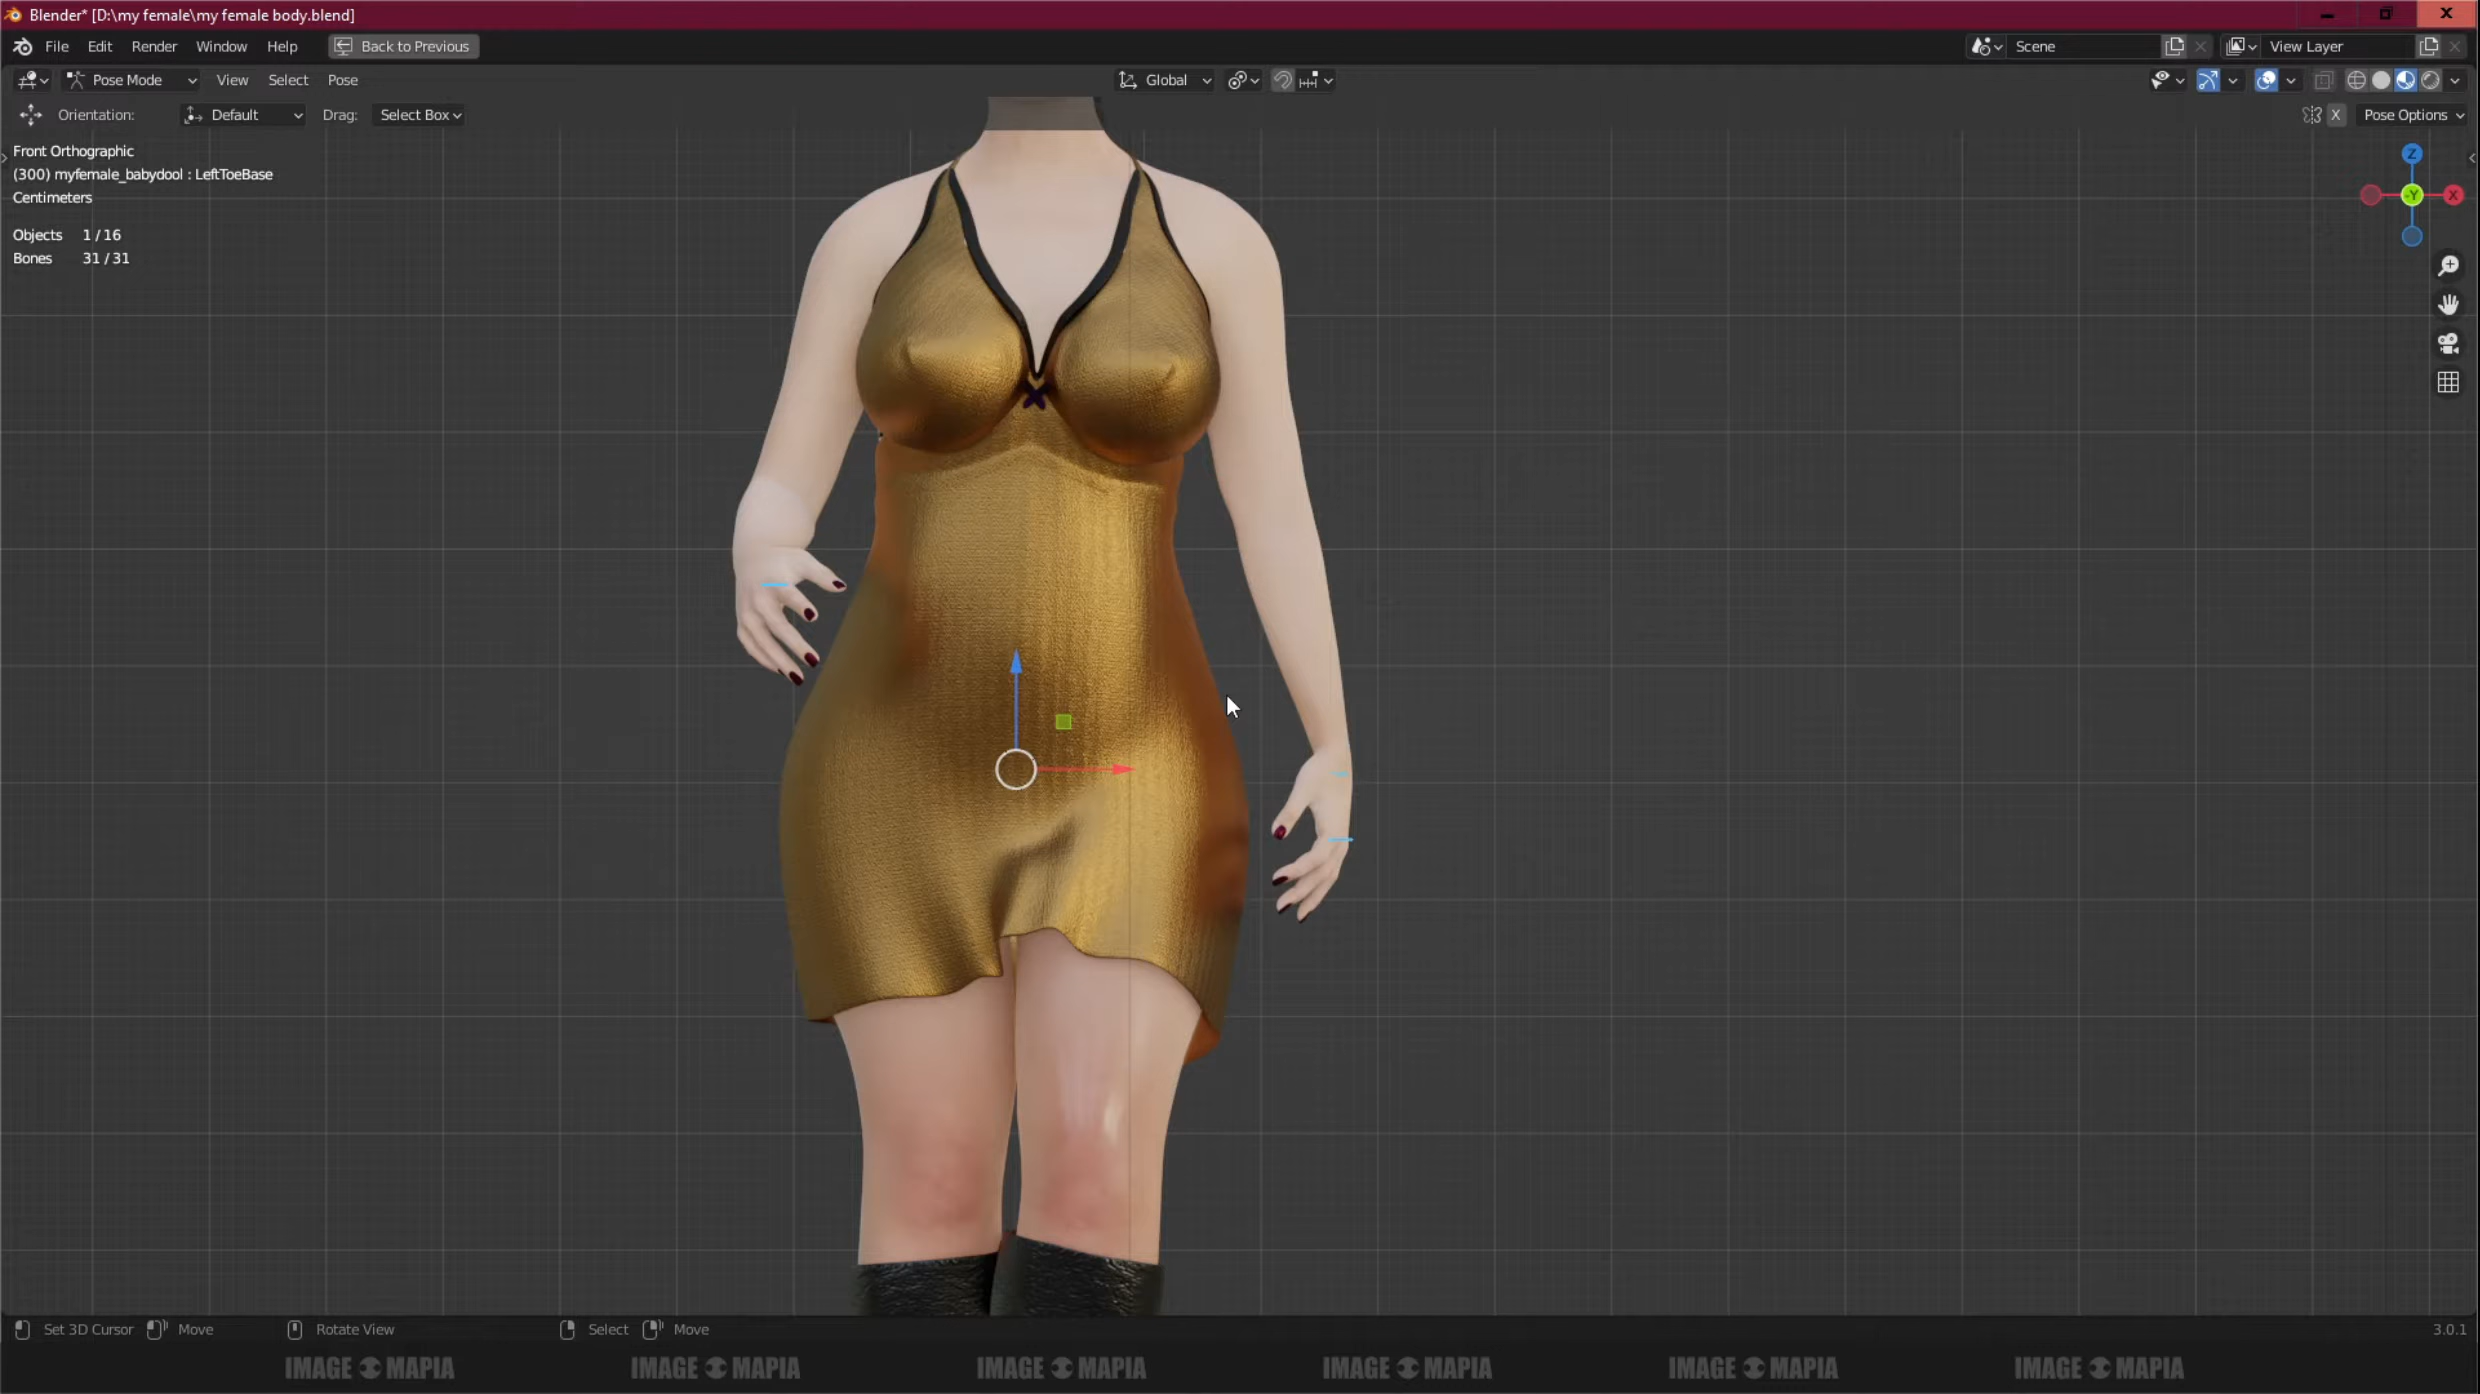 Blender* [D:\my female\my female body.blend]
File Edit Render Window Help Back to Previous Scene View Layer
Pose Mode View Select Pose Global
Orientation: Default Drag: Select Box X Pose Options
Front Orthographic
(300) myfemale_babydool : LeftToeBase
Centimeters
Objects 1 / 16
Bones 31 / 31
Z
Y X
Set 3D Cursor Move Rotate View Select Move 3.0.1
IMAGE MAPIA IMAGE MAPIA IMAGE MAPIA IMAGE MAPIA IMAGE MAPIA IMAGE MAPIA